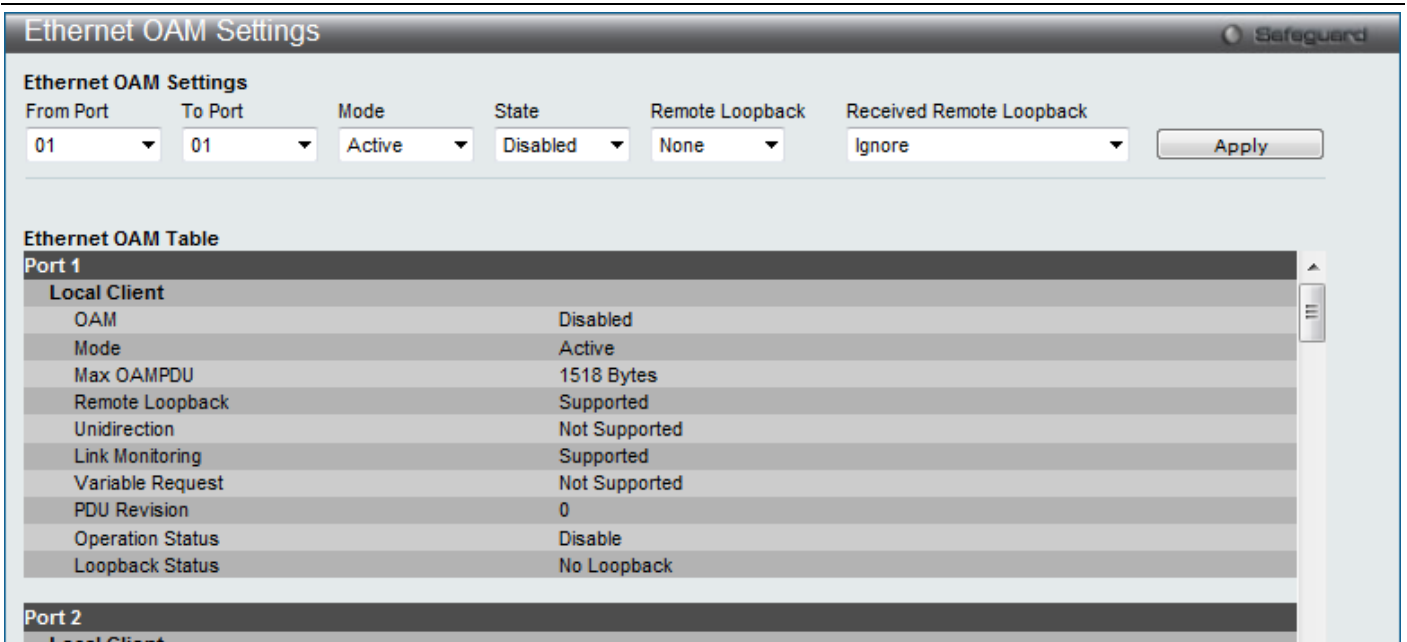 Ethernet OAM Settings
Safeguard
Ethernet OAM Settings
From Port To Port Mode State Remote Loopback Received Remote Loopback
01 01 Active Disabled None Ignore Apply
Ethernet OAM Table
Port 1
Local Client
OAM Disabled
Mode Active
Max OAMPDU 1518 Bytes
Remote Loopback Supported
Unidirection Not Supported
Link Monitoring Supported
Variable Request Not Supported
PDU Revision 0
Operation Status Disable
Loopback Status No Loopback
Port 2
Local Client